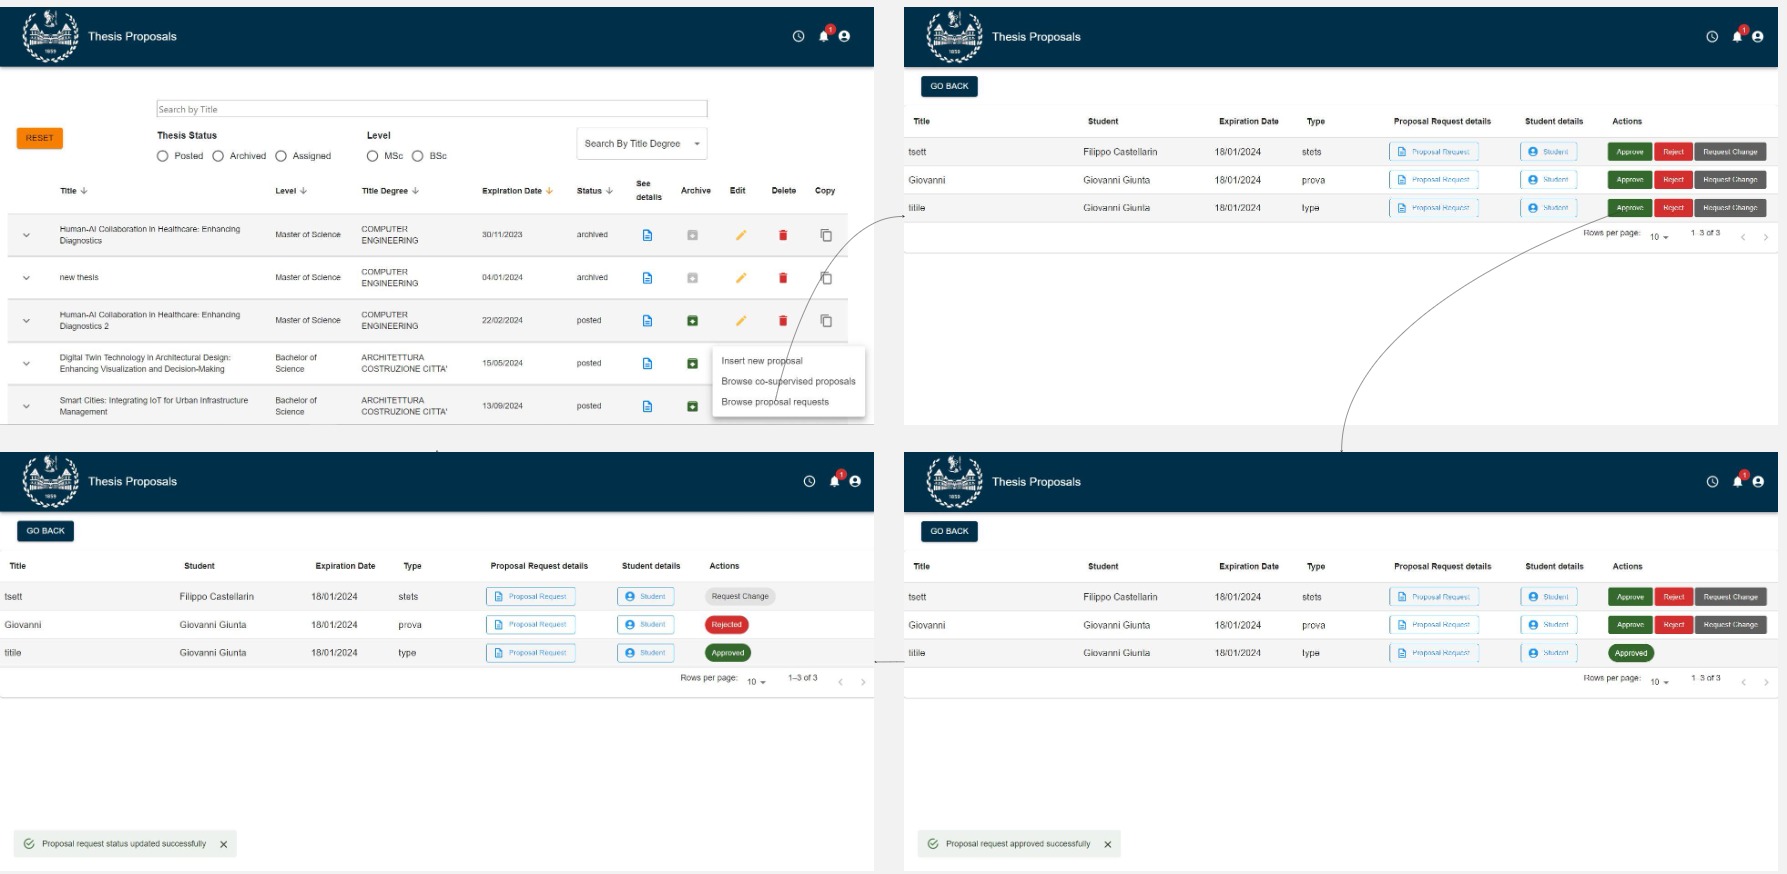 1859
Thesis Proposals
1
Search by Title
RESET
Thesis Status
Level
Posted Archived Assigned
MSc BSc
Search By Title Degree
Title Level Title Degree Expiration Date Status See details Archive Edit Delete Copy
Human-AI Collaboration in Healthcare: Enhancing Diagnostics Master of Science COMPUTER ENGINEERING 30/11/2023 archived
new thesis Master of Science COMPUTER ENGINEERING 04/01/2024 archived
Human-AI Collaboration in Healthcare: Enhancing Diagnostics 2 Master of Science COMPUTER ENGINEERING 22/02/2024 posted
Digital Twin Technology in Architectural Design: Enhancing Visualization and Decision-Making Bachelor of Science ARCHITETTURA COSTRUZIONE CITTA' 15/05/2024 posted
Smart Cities: Integrating IoT for Urban Infrastructure Management Bachelor of Science ARCHITETTURA COSTRUZIONE CITTA' 13/09/2024 posted
Insert new proposal
Browse co-supervised proposals
Browse proposal requests
1859
Thesis Proposals
1
GO BACK
Title Student Expiration Date Type Proposal Request details Student details Actions
tsett Filippo Castellarin 18/01/2024 stets Proposal Request Student Approve Reject Request Change
Giovanni Giovanni Giunta 18/01/2024 prova Proposal Request Student Approve Reject Request Change
titile Giovanni Giunta 18/01/2024 type Proposal Request Student Approve Reject Request Change
Rows per page: 10 1-3 of 3
1859
Thesis Proposals
1
GO BACK
Title Student Expiration Date Type Proposal Request details Student details Actions
tsett Filippo Castellarin 18/01/2024 stets Proposal Request Student Request Change
Giovanni Giovanni Giunta 18/01/2024 prova Proposal Request Student Rejected
titile Giovanni Giunta 18/01/2024 type Proposal Request Student Approved
Rows per page: 10 1–3 of 3
Proposal request status updated successfully
1859
Thesis Proposals
1
GO BACK
Title Student Expiration Date Type Proposal Request details Student details Actions
tsett Filippo Castellarin 18/01/2024 stets Proposal Request Student Approve Reject Request Change
Giovanni Giovanni Giunta 18/01/2024 prova Proposal Request Student Approve Reject Request Change
titile Giovanni Giunta 18/01/2024 type Proposal Request Student Approved
Rows per page: 10 1-3 of 3
Proposal request approved successfully